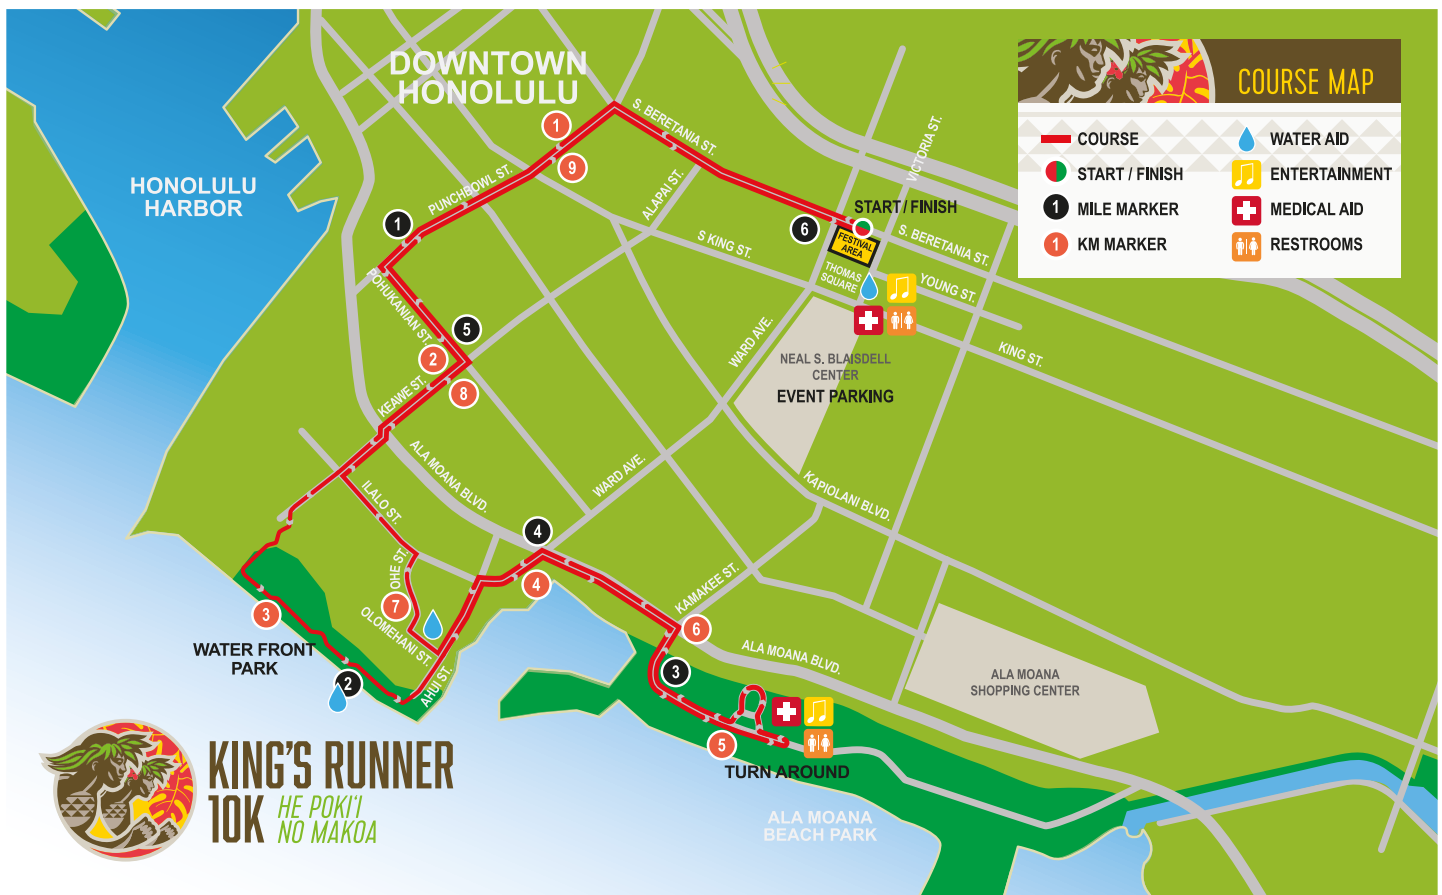 DOWNTOWN
HONOLULU
HONOLULU
HARBOR
COURSE MAP
COURSE
WATER AID
START / FINISH
ENTERTAINMENT
1
MILE MARKER
MEDICAL AID
1
KM MARKER
RESTROOMS
S. BERETANIA ST.
VICTORIA ST.
1
9
PUNCHBOWL ST.
ALAPAI ST.
START / FINISH
1
6
FESTIVAL
AREA
S. BERETANIA ST.
S KING ST.
THOMAS
SQUARE
YOUNG ST.
POHUKANIAN ST.
5
2
8
WARD AVE.
KING ST.
NEAL S. BLAISDELL
CENTER
EVENT PARKING
KEAWE ST.
ALA MOANA BLVD.
WARD AVE.
KAPIOLANI BLVD.
ILALO ST.
4
4
OHE ST.
7
KAMAKEE ST.
3
OLOMEHANI ST.
6
WATER FRONT
PARK
ALA MOANA BLVD.
3
2
AHUI ST.
ALA MOANA
SHOPPING CENTER
5
TURN AROUND
ALA MOANA
BEACH PARK
KING'S RUNNER
10K
HE POKI'I
NO MAKOA